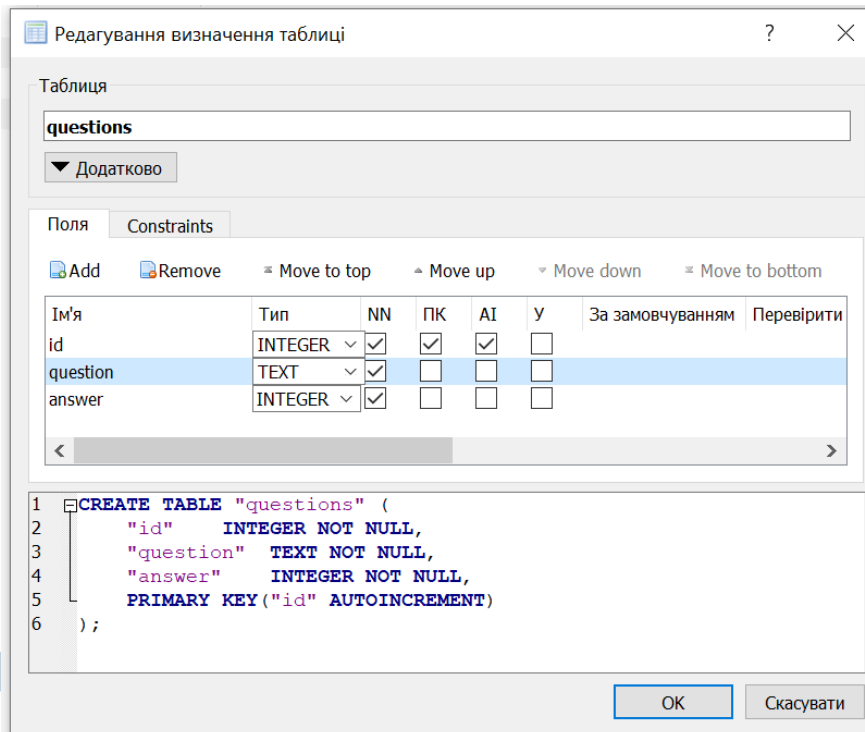 Редагування визначення таблиці ?
Таблиця
questions
Додатково
Поля Constraints
Add Remove Move to top Move up Move down Move to bottom
Ім'я Тип NN ПК АІ У За замовчуванням Перевірити
id INTEGER
question TEXT
answer INTEGER
1 CREATE TABLE "questions" (
2 "id" INTEGER NOT NULL,
3 "question" TEXT NOT NULL,
4 "answer" INTEGER NOT NULL,
5 PRIMARY KEY("id" AUTOINCREMENT)
6 );
OK Скасувати